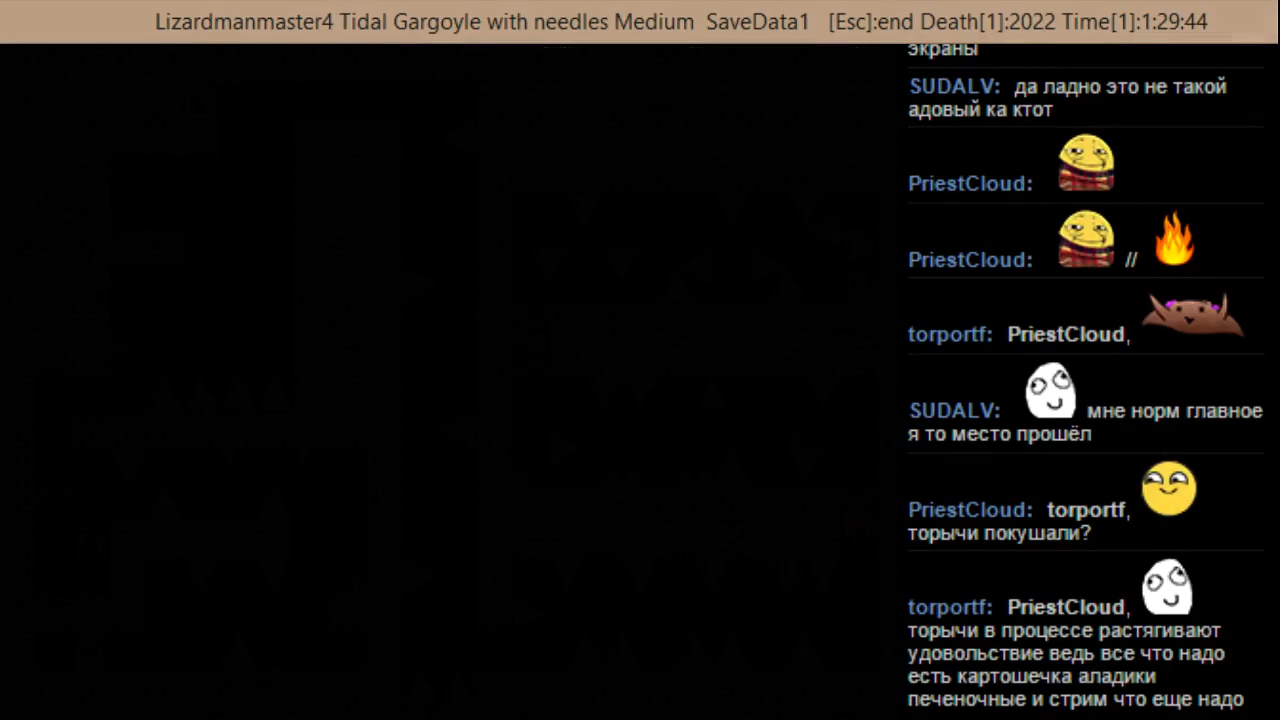 Lizardmanmaster4 Tidal Gargoyle with needles Medium  SaveData1   [Esc]:end Death[1]:2022 Time[1]:1:29:44
экраны
SUDALV: да ладно это не такой
адовый ка ктот
PriestCloud:
PriestCloud: //
torportf: PriestCloud,
SUDALV: мне норм главное
я то место прошёл
PriestCloud: torportf,
торычи покушали?
torportf: PriestCloud,
торычи в процессе растягивают
удовольствие ведь все что надо
есть картошечка аладики
печеночные и стрим что еще надо